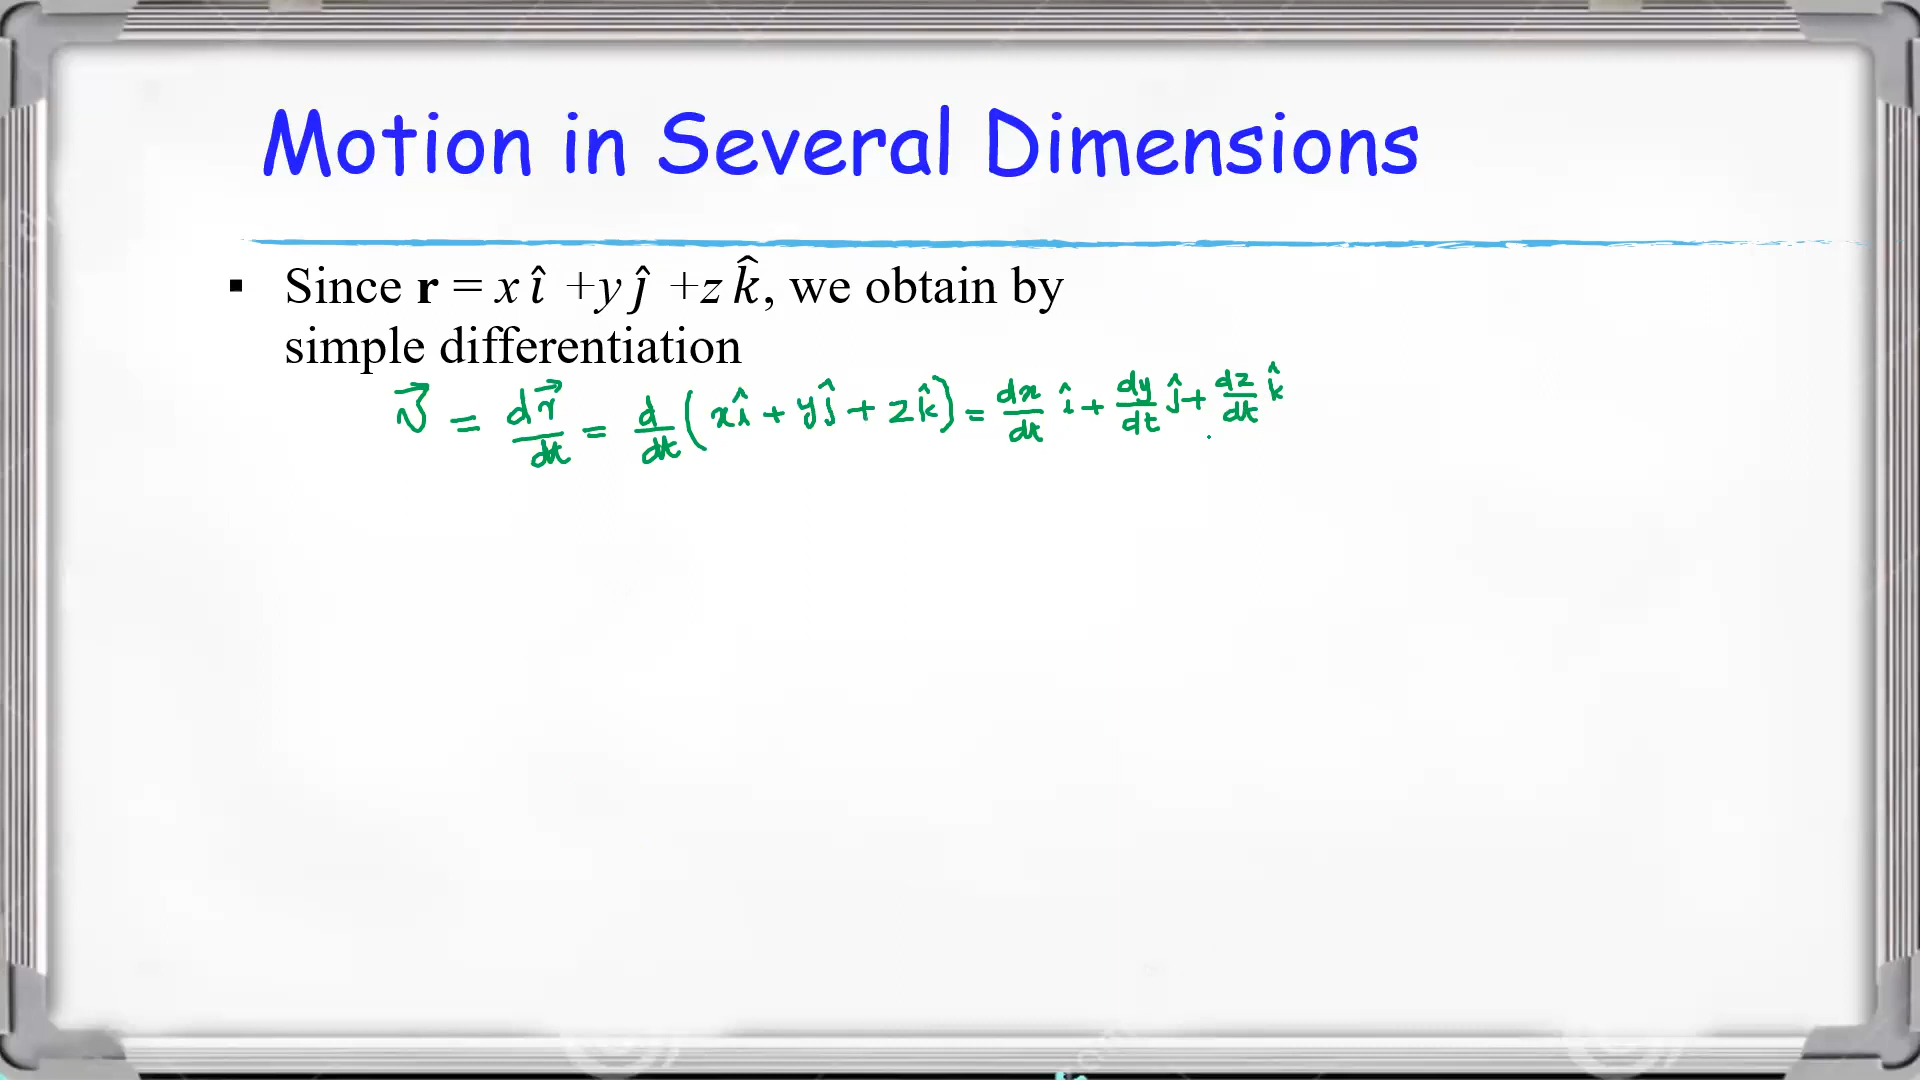 Motion in Several Dimensions
▪ Since r = x î + y ĵ + z k̂, we obtain by
simple differentiation
v⃗ = dr⃗/dt = d/dt (xî + yĵ + zk̂) = dx/dt î + dy/dt ĵ + dz/dt k̂